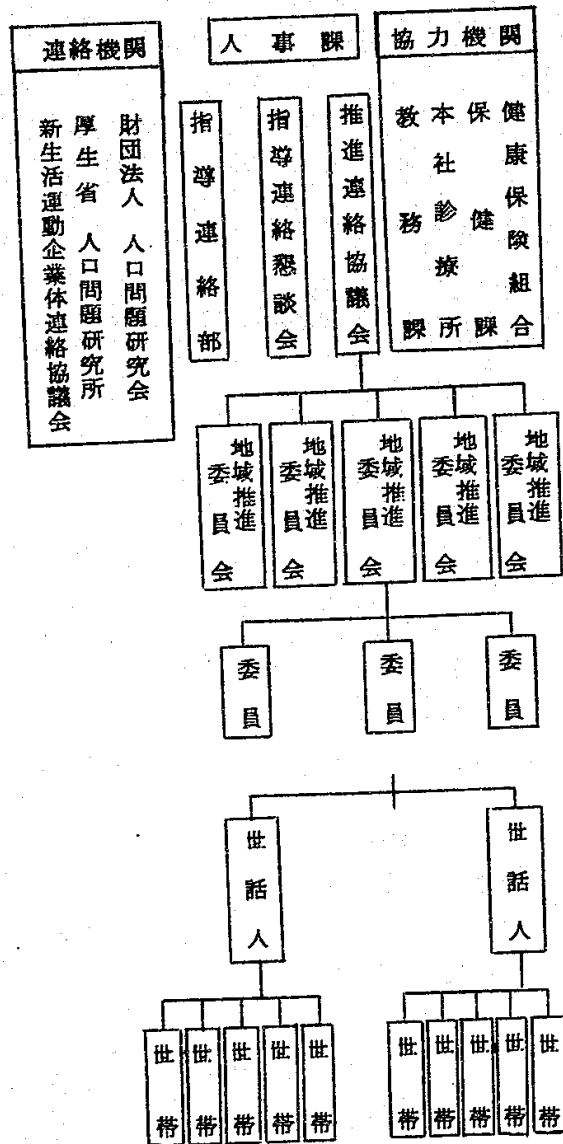 協力機関
健康保険組合
保健課
本社診療所
教務課
人事課
推進連絡協議会
指導連絡懇談会
指導連絡部
連絡機関
財団法人 人口問題研究会
厚生省 人口問題研究所
新生活運動企業体連絡協議会
地域推進
委員会
地域推進
委員会
地域推進
委員会
地域推進
委員会
地域推進
委員会
委員
委員
委員
世話人
世話人
世帯
世帯
世帯
世帯
世帯
世帯
世帯
世帯
世帯
世帯